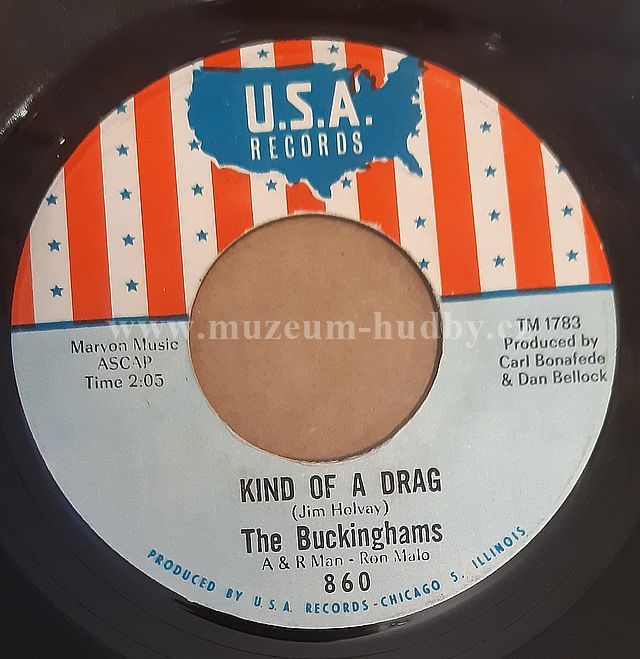 U.S.A.
RECORDS
www.muzeum-hudby.c
Marvon Music
ASCAP
Time 2:05
TM 1783
Produced by
Carl Bonafede
& Dan Bellock
KIND OF A DRAG
(Jim Holvay)
The Buckinghams
A & R Man - Ron Malo
860
PRODUCED BY U.S.A. RECORDS - CHICAGO 5, ILLINOIS